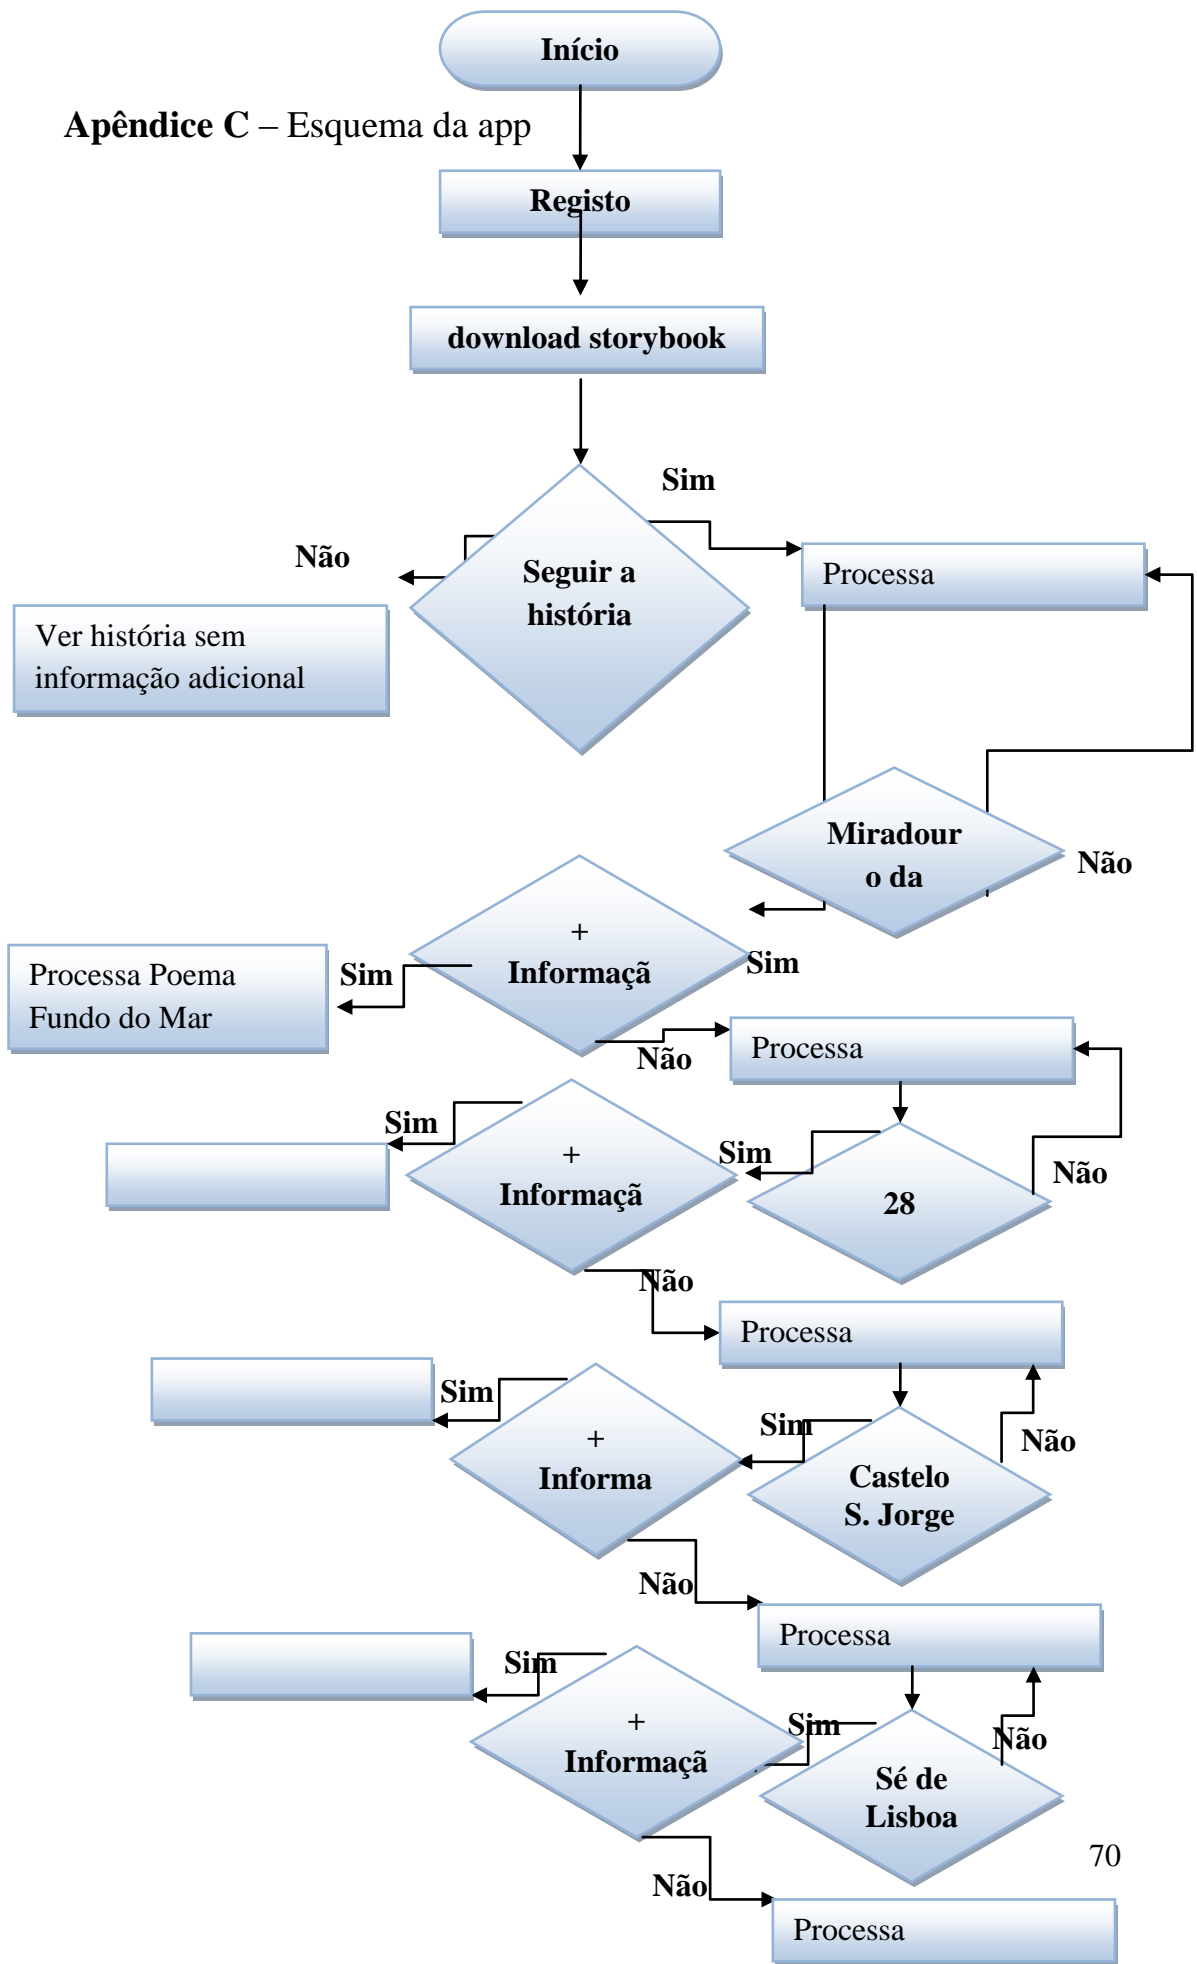 Início
Apêndice C – Esquema da app
Registo
download storybook
Sim
Não
Seguir a
história
Processa
Ver história sem
informação adicional
Miradour
o da
Não
+
Informaçã
Sim
Sim
Processa Poema
Fundo do Mar
Não
Processa
Sim
+
Informaçã
Sim
28
Não
Não
Processa
Sim
+
Informa
Sim
Castelo
S. Jorge
Não
Não
Processa
Sim
+
Informaçã
Sim
Sé de
Lisboa
Não
70
Não
Processa